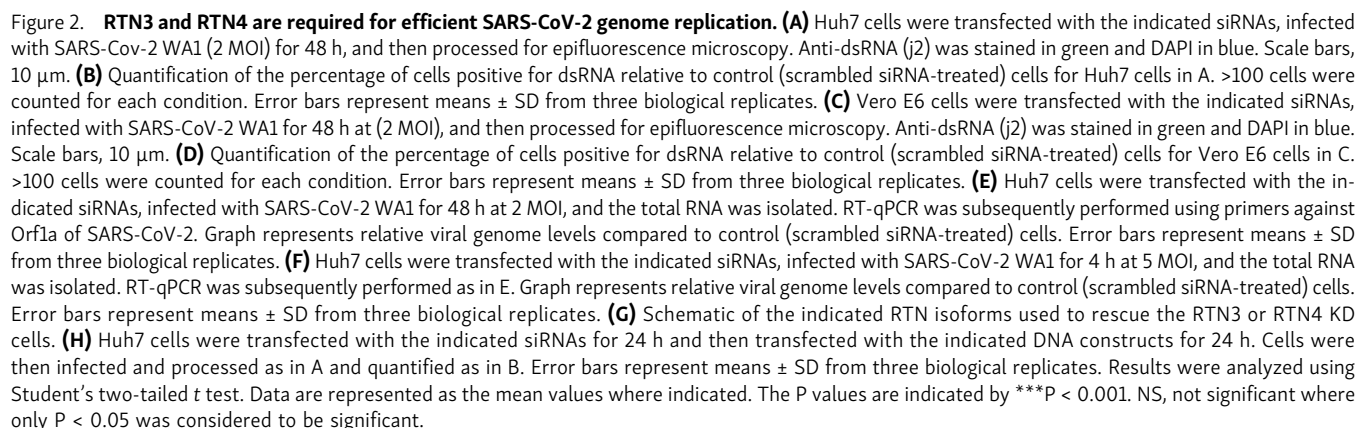 Figure 2. RTN3 and RTN4 are required for efficient SARS-CoV-2 genome replication. (A) Huh7 cells were transfected with the indicated siRNAs, infected
with SARS-Cov-2 WA1 (2 MOI) for 48 h, and then processed for epifluorescence microscopy. Anti-dsRNA (j2) was stained in green and DAPI in blue. Scale bars,
10 μm. (B) Quantification of the percentage of cells positive for dsRNA relative to control (scrambled siRNA-treated) cells for Huh7 cells in A. >100 cells were
counted for each condition. Error bars represent means ± SD from three biological replicates. (C) Vero E6 cells were transfected with the indicated siRNAs,
infected with SARS-CoV-2 WA1 for 48 h at (2 MOI), and then processed for epifluorescence microscopy. Anti-dsRNA (j2) was stained in green and DAPI in blue.
Scale bars, 10 μm. (D) Quantification of the percentage of cells positive for dsRNA relative to control (scrambled siRNA-treated) cells for Vero E6 cells in C.
>100 cells were counted for each condition. Error bars represent means ± SD from three biological replicates. (E) Huh7 cells were transfected with the in-
dicated siRNAs, infected with SARS-CoV-2 WA1 for 48 h at 2 MOI, and the total RNA was isolated. RT-qPCR was subsequently performed using primers against
Orf1a of SARS-CoV-2. Graph represents relative viral genome levels compared to control (scrambled siRNA-treated) cells. Error bars represent means ± SD
from three biological replicates. (F) Huh7 cells were transfected with the indicated siRNAs, infected with SARS-CoV-2 WA1 for 4 h at 5 MOI, and the total RNA
was isolated. RT-qPCR was subsequently performed as in E. Graph represents relative viral genome levels compared to control (scrambled siRNA-treated) cells.
Error bars represent means ± SD from three biological replicates. (G) Schematic of the indicated RTN isoforms used to rescue the RTN3 or RTN4 KD
cells. (H) Huh7 cells were transfected with the indicated siRNAs for 24 h and then transfected with the indicated DNA constructs for 24 h. Cells were
then infected and processed as in A and quantified as in B. Error bars represent means ± SD from three biological replicates. Results were analyzed using
Student's two-tailed t test. Data are represented as the mean values where indicated. The P values are indicated by ***P < 0.001. NS, not significant where
only P < 0.05 was considered to be significant.